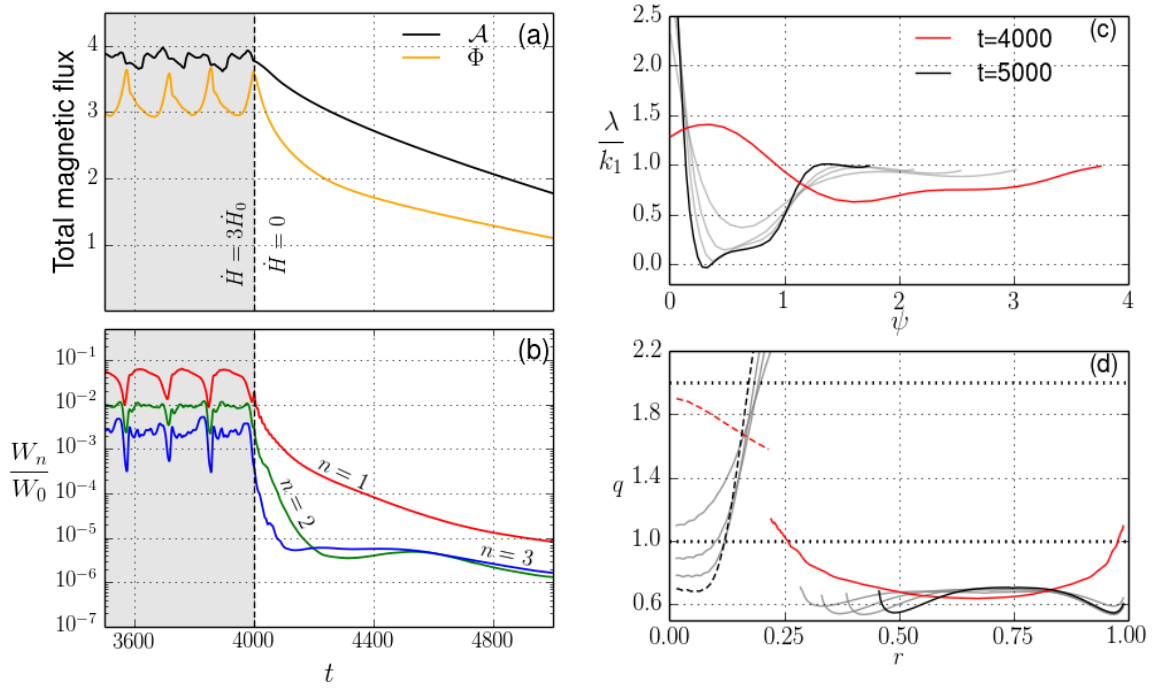 (a)
𝒜
Φ
Total magnetic flux
4
3
2
1
Ḣ = 3Ḣ₀
Ḣ = 0
(b)
Wₙ/W₀
10⁻¹
10⁻²
10⁻³
10⁻⁴
10⁻⁵
10⁻⁶
10⁻⁷
n = 1
n = 2
n = 3
3600 4000 4400 4800
t
(c)
t=4000
t=5000
λ/k₁
2.5
2.0
1.5
1.0
0.5
0.0
0 1 2 3 4
ψ
(d)
q
2.2
1.8
1.4
1.0
0.6
0.00 0.25 0.50 0.75 1.00
r